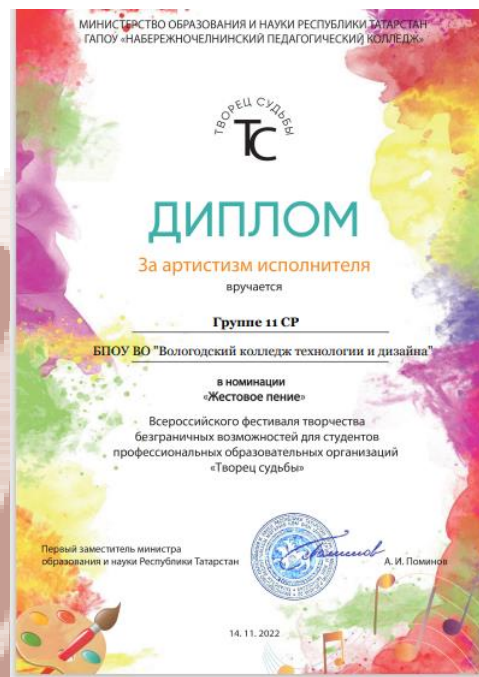 МИНИСТЕРСТВО ОБРАЗОВАНИЯ И НАУКИ РЕСПУБЛИКИ ТАТАРСТАН
ГАПОУ «НАБЕРЕЖНОЧЕЛНИНСКИЙ ПЕДАГОГИЧЕСКИЙ КОЛЛЕДЖ»
ТВОРЕЦ СУДЬБЫ
ТС
ДИПЛОМ
За артистизм исполнителя
вручается
Группе 11 СР
БПОУ ВО "Вологодский колледж технологии и дизайна"
в номинации
«Жестовое пение»
Всероссийского фестиваля творчества
безграничных возможностей для студентов
профессиональных образовательных организаций
«Творец судьбы»
Первый заместитель министра
образования и науки Республики Татарстан
А. И. Поминов
14. 11. 2022